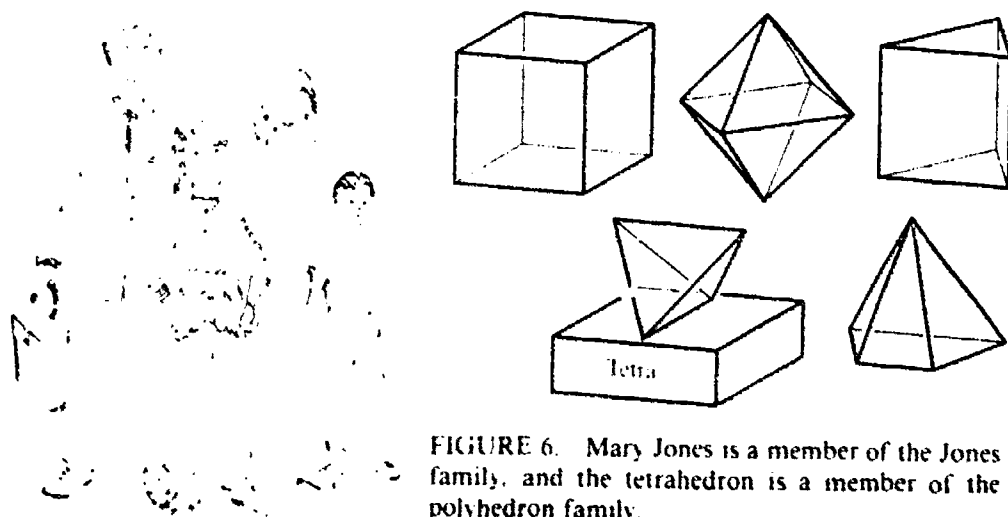 Tetra
FIGURE 6. Mary Jones is a member of the Jones
family, and the tetrahedron is a member of the
polyhedron family.